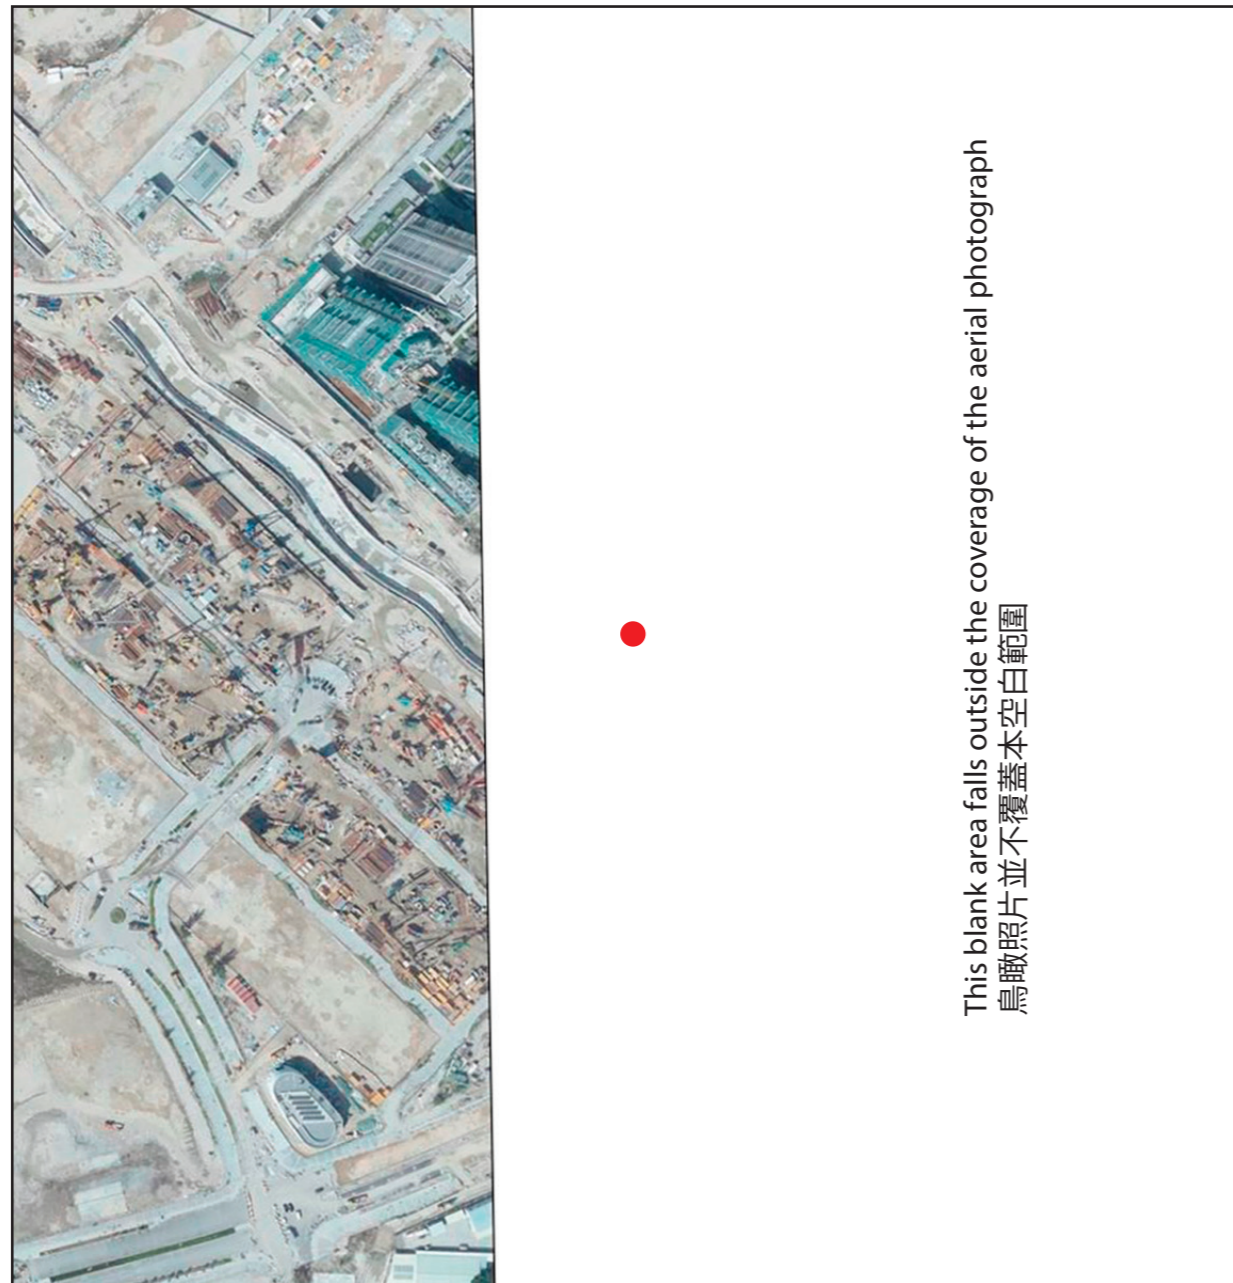 This blank area falls outside the coverage of the aerial photograph
鳥瞰照片並不覆蓋本空白範圍